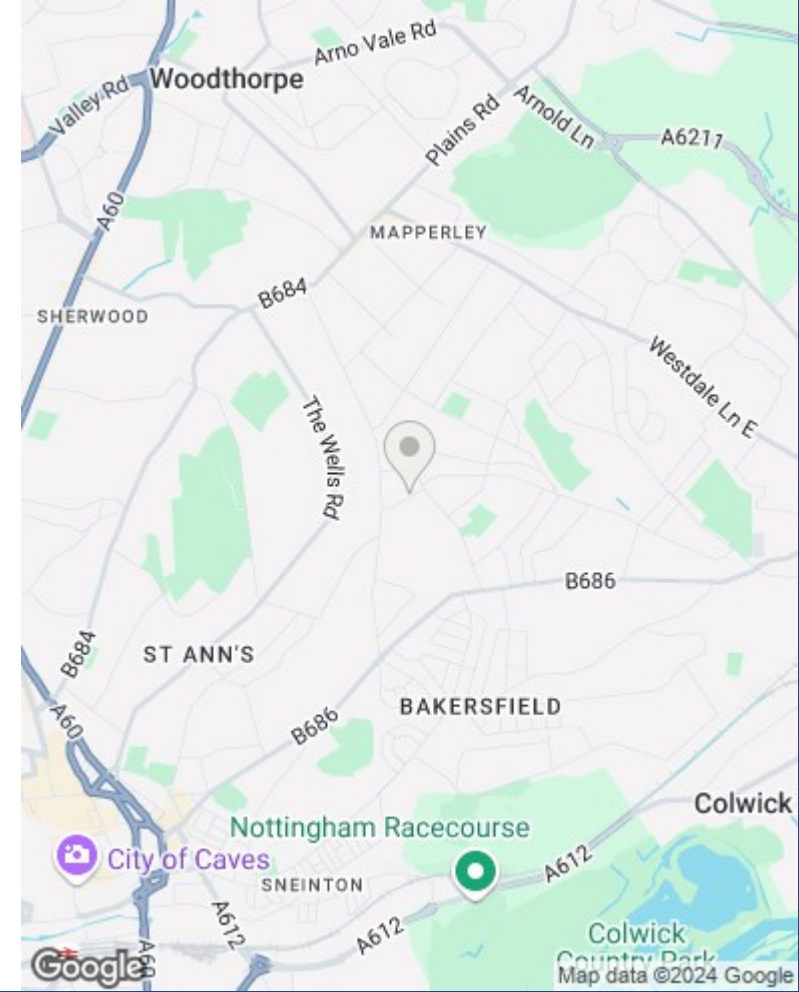 Arno Vale Rd
Woodthorpe
Valley Rd
Plains Rd
Arnold Ln
A6211
A60
MAPPERLEY
B684
SHERWOOD
Westdale Ln E
The Wells Rd
B686
B684
ST ANN'S
BAKERSFIELD
A60
B686
Colwick
Nottingham Racecourse
City of Caves
A612
SNEINTON
A612
A612
Colwick
Country Park
A60
Google
Map data ©2024 Google